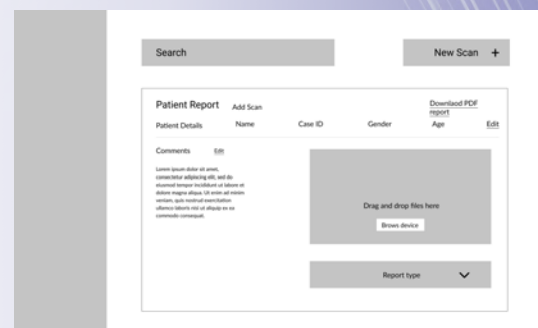 Search
New Scan +
Patient Report Add Scan
Downlaod PDF
report
Patient Details Name Case ID Gender Age Edit
Comments Edit
Lorem ipsum dolor sit amet,
consectetur adipiscing elit, sed do
eiusmod tempor incididunt ut labore et
dolore magna aliqua. Ut enim ad minim
veniam, quis nostrud exercitation
ullamco laboris nisi ut aliquip ex ea
commodo consequat.
Drag and drop files here
Brows device
Report type